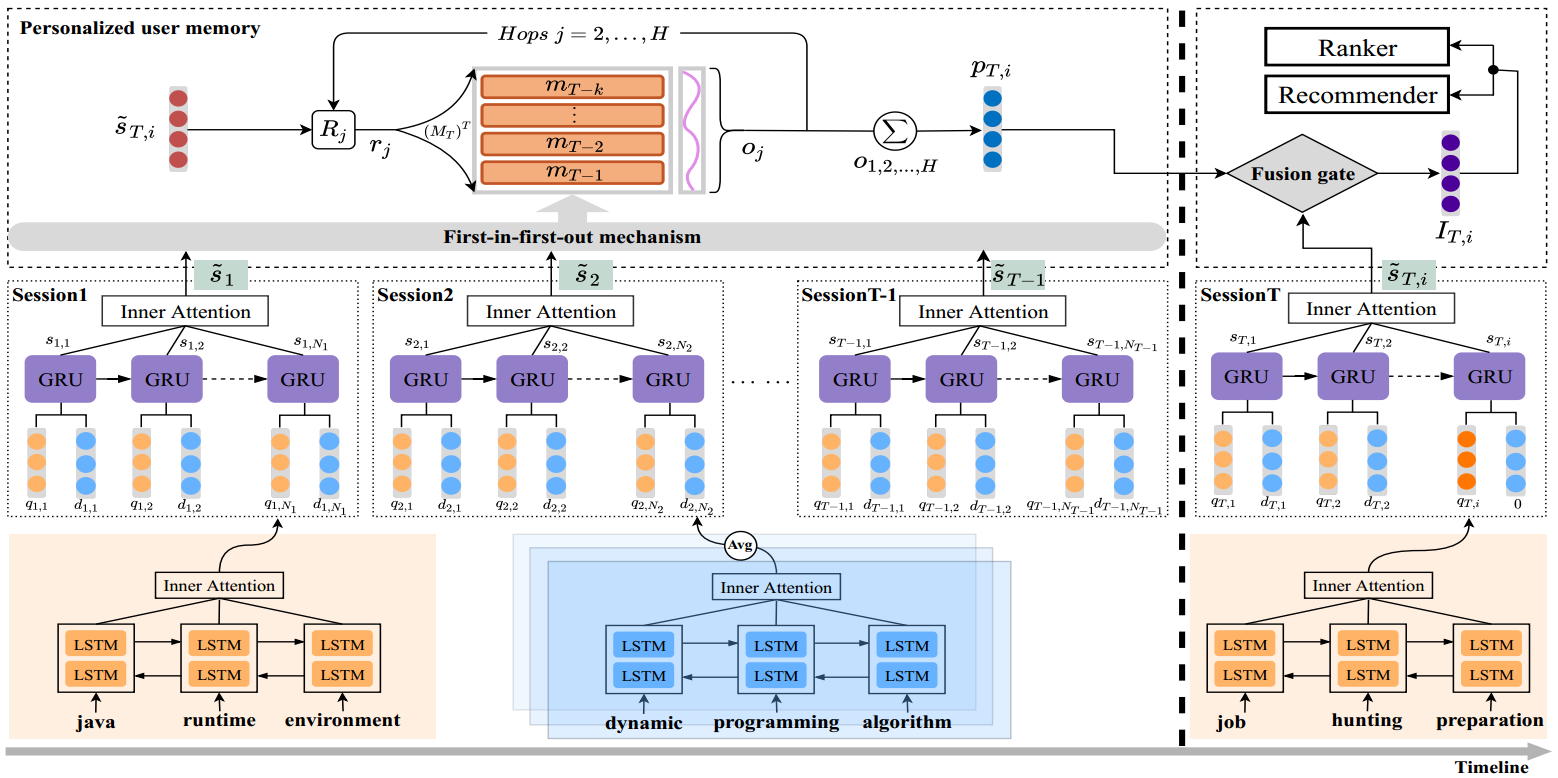 Personalized user memory
Hops j = 2, . . . , H
s̃_{T,i}
R_j
r_j
(M_T)^T
m_{T−k}
⋮
m_{T−2}
m_{T−1}
o_j
∑
o_{1,2,...,H}
p_{T,i}
First-in-first-out mechanism
Ranker
Recommender
Fusion gate
I_{T,i}
Session1
s̃_1
Inner Attention
s_{1,1} s_{1,2} s_{1,N_1}
GRU GRU GRU
q_{1,1} d_{1,1} q_{1,2} d_{1,2} q_{1,N_1} d_{1,N_1}
Session2
s̃_2
Inner Attention
s_{2,1} s_{2,2} s_{2,N_2}
GRU GRU GRU
q_{2,1} d_{2,1} q_{2,2} d_{2,2} q_{2,N_2} d_{2,N_2}
... ...
SessionT-1
s̃_{T−1}
Inner Attention
s_{T−1,1} s_{T−1,2} s_{T−1,N_{T−1}}
GRU GRU GRU
q_{T−1,1} d_{T−1,1} q_{T−1,2} d_{T−1,2} q_{T−1,N_{T−1}} d_{T−1,N_{T−1}}
SessionT
s̃_{T,i}
Inner Attention
s_{T,1} s_{T,2} s_{T,i}
GRU GRU GRU
q_{T,1} d_{T,1} q_{T,2} d_{T,2} q_{T,i} 0
Inner Attention
LSTM LSTM LSTM
LSTM LSTM LSTM
java runtime environment
Avg
Inner Attention
LSTM LSTM LSTM
LSTM LSTM LSTM
dynamic programming algorithm
Inner Attention
LSTM LSTM LSTM
LSTM LSTM LSTM
job hunting preparation
Timeline